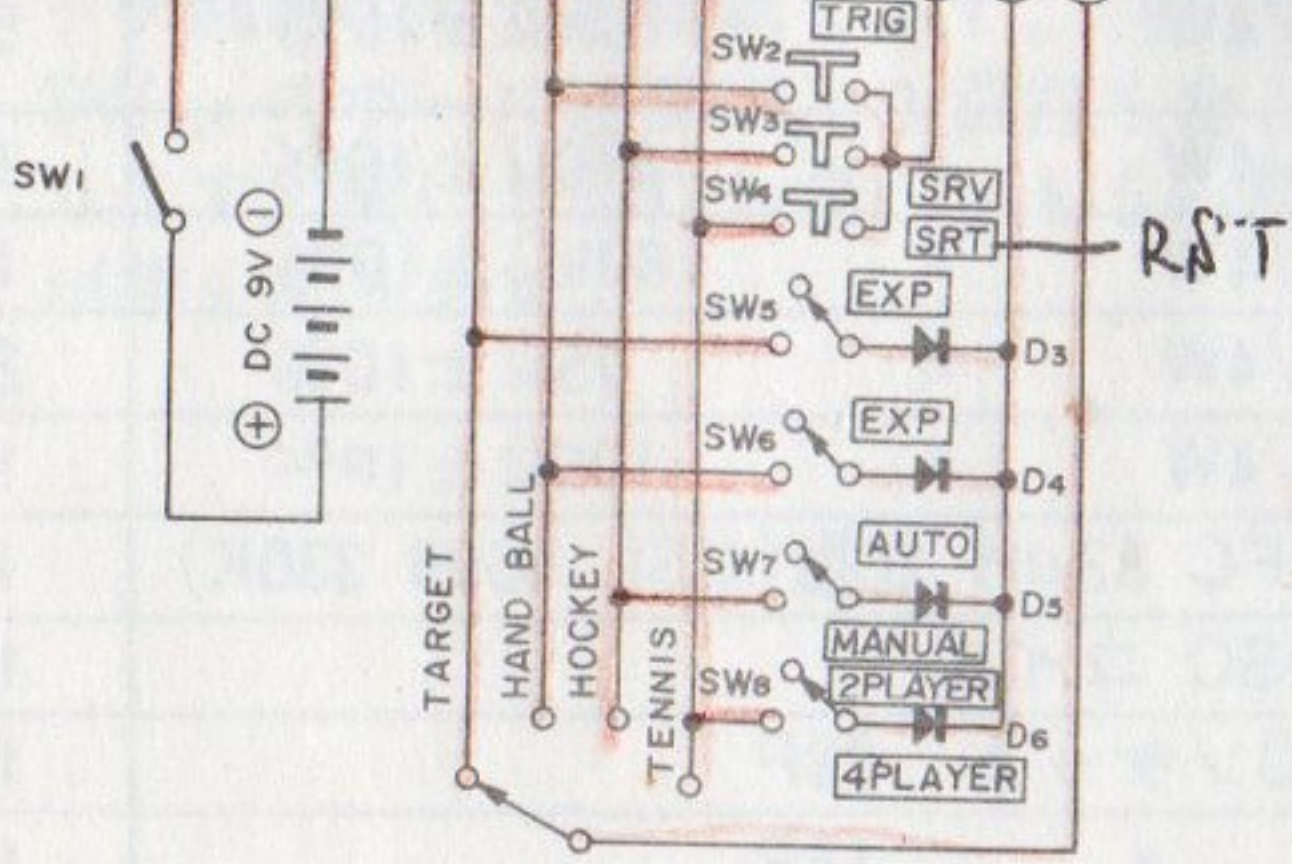 TRIG
SW2
SW3
SW4
SRV
SRT
RST
SW1
DC 9V
EXP
SW5
D3
EXP
SW6
D4
AUTO
SW7
D5
MANUAL
SW8
2PLAYER
D6
4PLAYER
TARGET
HAND BALL
HOCKEY
TENNIS